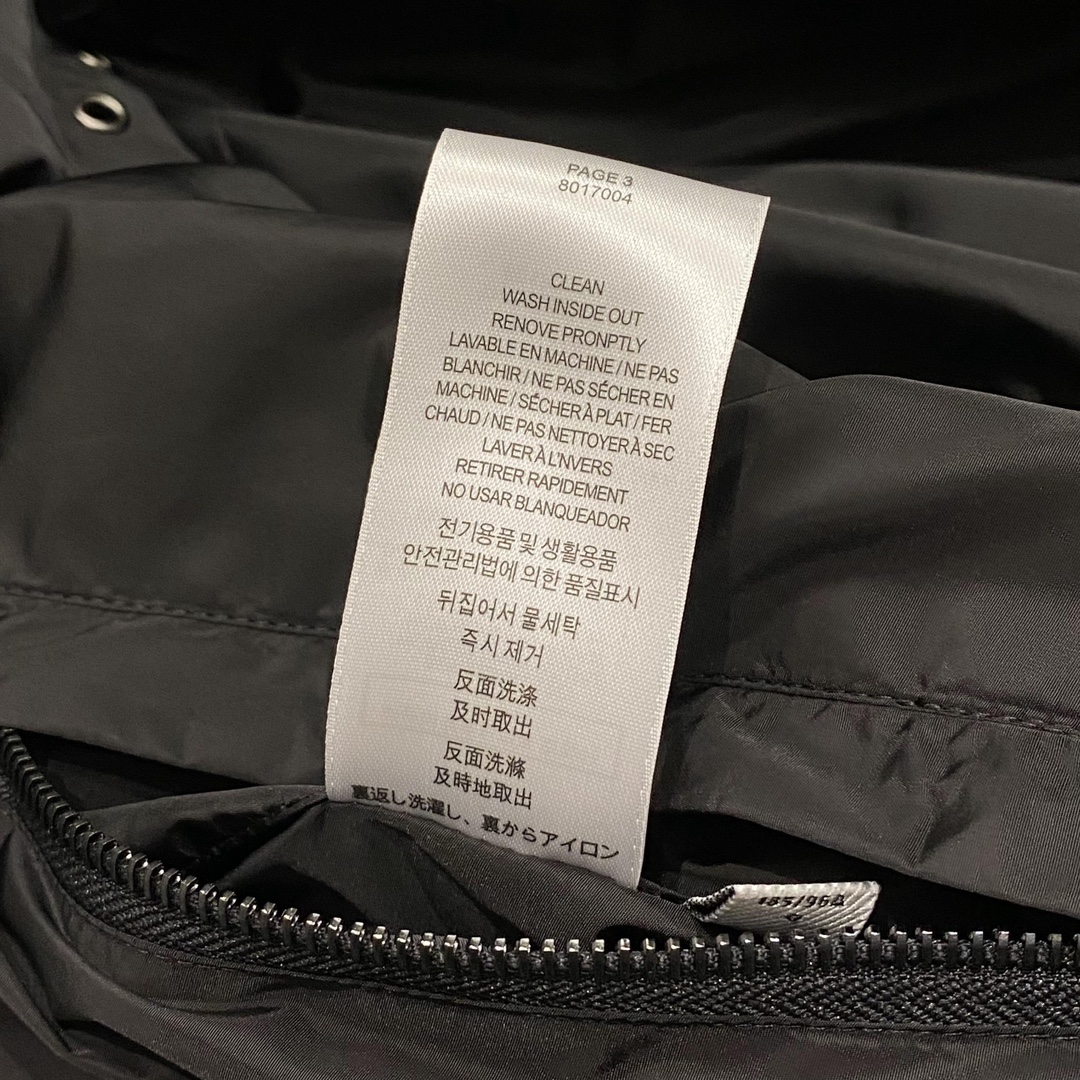 PAGE 3
8017004
CLEAN
WASH INSIDE OUT
RENOVE PRONPTLY
LAVABLE EN MACHINE / NE PAS
BLANCHIR / NE PAS SÉCHER EN
MACHINE / SÉCHER À PLAT / FER
CHAUD / NE PAS NETTOYER À SEC
LAVER À L'NVERS
RETIRER RAPIDEMENT
NO USAR BLANQUEADOR
전기용품 및 생활용품
안전관리법에 의한 품질표시
뒤집어서 물세탁
즉시 제거
反面洗涤
及时取出
反面洗滌
及時地取出
裏返し洗濯し、裏からアイロン